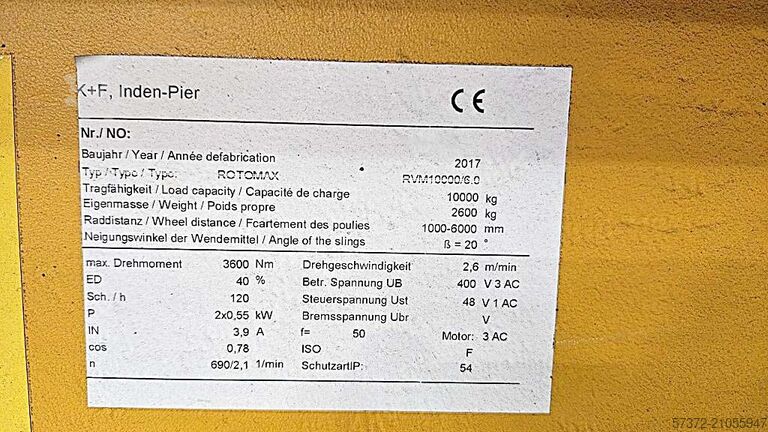 K+F, Inden-Pier
CE
Nr./ NO:
Baujahr / Year / Année defabrication 2017
Typ / Type / Type: ROTOMAX RVM10000/6.0
Tragfähigkeit / Load capacity / Capacité de charge 10000 kg
Eigenmasse / Weight / Poids propre 2600 kg
Raddistanz / Wheel distance / Fcartement des poulies 1000-6000 mm
Neigungswinkel der Wendemittel / Angle of the slings ß = 20 °
max. Drehmoment 3600 Nm Drehgeschwindigkeit 2,6 m/min
ED 40 % Betr. Spannung UB 400 V 3 AC
Sch. / h 120 Steuerspannung Ust 48 V 1 AC
P 2x0,55 kW Bremsspannung Ubr V
IN 3,9 A f= 50 Motor: 3 AC
cos 0,78 ISO F
n 690/2,1 1/min SchutzartIP: 54
57372-21055947